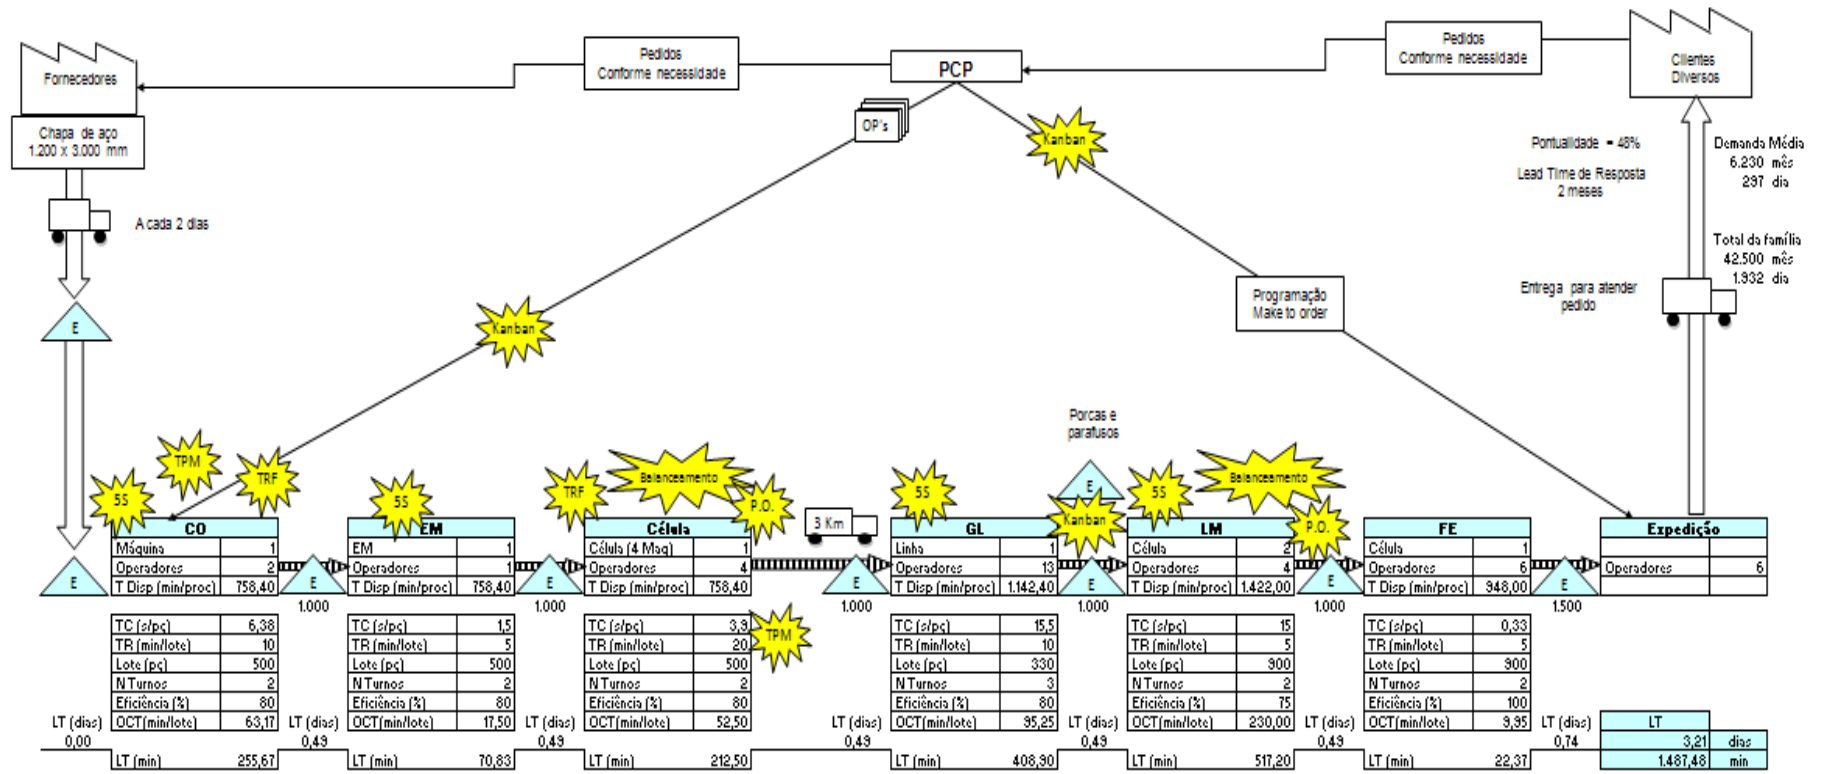 Fornecedores
Pedidos
Conforme necessidade
PCP
Pedidos
Conforme necessidade
Clientes
Diversos
Chapa de aço
1.200 x 3.000 mm
OP's
Kanban
Pontualidade = 48%
Lead Time de Resposta
2 meses
Demanda Média
6.230 mês
297 dia
A cada 2 dias
Total da família
42.500 mês
1.932 dia
Entrega para atender
pedido
E
Kanban
Programação
Make to order
Porcas e
parafusos
E
5S
TPM
TRF
5S
TRF
Balanceamento
P.O.
3 Km
5S
Kanban
5S
Balanceamento
P.O.
E
CO
Máquina 1
Operadores 2
T Disp (min/proc) 758,40
E
1.000
EM
EM 1
Operadores 1
T Disp (min/proc) 758,40
E
1.000
Célula
Célula (4 Maq) 1
Operadores 4
T Disp (min/proc) 758,40
E
1.000
GL
Linha 1
Operadores 13
T Disp (min/proc) 1.142,40
E
1.000
LM
Célula 2
Operadores 4
T Disp (min/proc) 1.422,00
E
1.000
FE
Célula 1
Operadores 6
T Disp (min/proc) 948,00
E
1.500
Expedição
Operadores 6
TC (s/pç) 6,38
TR (min/lote) 10
Lote (pç) 500
N Turnos 2
Eficiência (%) 80
OCT(min/lote) 63,17
TC (s/pç) 1,5
TR (min/lote) 5
Lote (pç) 500
N Turnos 2
Eficiência (%) 80
OCT(min/lote) 17,50
TC (s/pç) 3,9
TR (min/lote) 20
Lote (pç) 500
N Turnos 2
Eficiência (%) 80
OCT(min/lote) 52,50
TPM
TC (s/pç) 15,5
TR (min/lote) 10
Lote (pç) 330
N Turnos 3
Eficiência (%) 80
OCT(min/lote) 95,25
TC (s/pç) 15
TR (min/lote) 5
Lote (pç) 900
N Turnos 2
Eficiência (%) 75
OCT(min/lote) 230,00
TC (s/pç) 0,33
TR (min/lote) 5
Lote (pç) 900
N Turnos 2
Eficiência (%) 100
OCT(min/lote) 9,95
LT (dias)
0,00
LT (min) 255,67
LT (dias)
0,49
LT (min) 70,83
LT (dias)
0,49
LT (min) 212,50
LT (dias)
0,49
LT (min) 408,90
LT (dias)
0,49
LT (min) 517,20
LT (dias)
0,49
LT (min) 22,37
LT (dias)
0,74
LT
3,21 dias
1.487,48 min